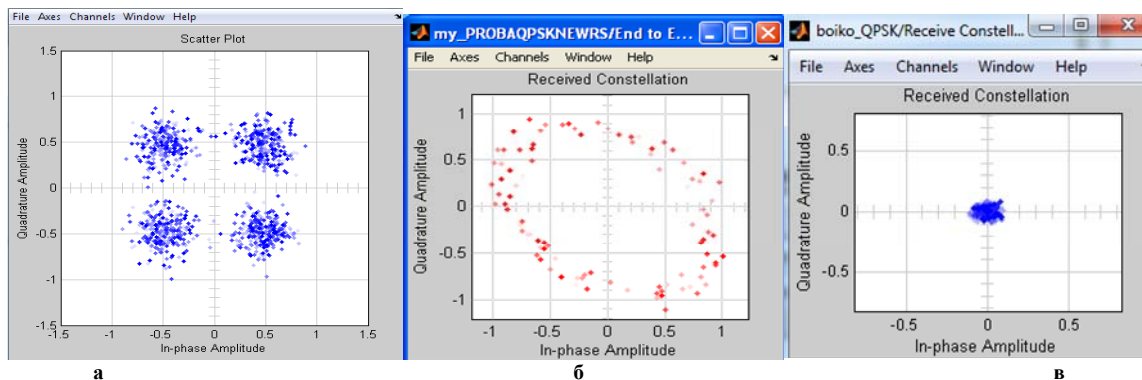 File Axes Channels Window Help
Scatter Plot
1.5
1
0.5
0
-0.5
-1
-1.5
Quadrature Amplitude
-1.5 -1 -0.5 0 0.5 1 1.5
In-phase Amplitude
а
my_PROBAQPSKNEWRS/End to E...
File Axes Channels Window Help
Received Constellation
1
0.5
0
-0.5
-1
Quadrature Amplitude
-1 -0.5 0 0.5 1
In-phase Amplitude
б
boiko_QPSK/Receive Constell...
File Axes Channels Window Help
Received Constellation
0.5
0
-0.5
Quadrature Amplitude
-0.5 0 0.5
In-phase Amplitude
в